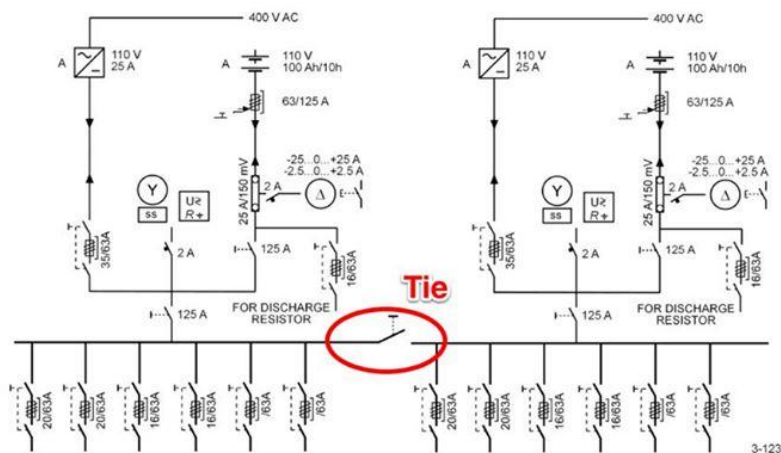 400 V AC
400 V AC
A
110 V
25 A
A
110 V
100 Ah/10h
A
110 V
25 A
A
110 V
100 Ah/10h
63/125 A
63/125 A
-25...0...+25 A
-2.5...0...+2.5 A
-25...0...+25 A
-2.5...0...+2.5 A
25 A/150 mV
2 A
Δ
25 A/150 mV
2 A
Δ
Y
SS
U≷
R
Y
SS
U≷
R
35/63A
2 A
125 A
16/63A
35/63A
2 A
125 A
16/63A
Tie
125 A
FOR DISCHARGE
RESISTOR
125 A
FOR DISCHARGE
RESISTOR
20/63A
20/63A
16/63A
16/63A
/63A
/63A
20/63A
20/63A
16/63A
16/63A
/63A
/63A
3-123